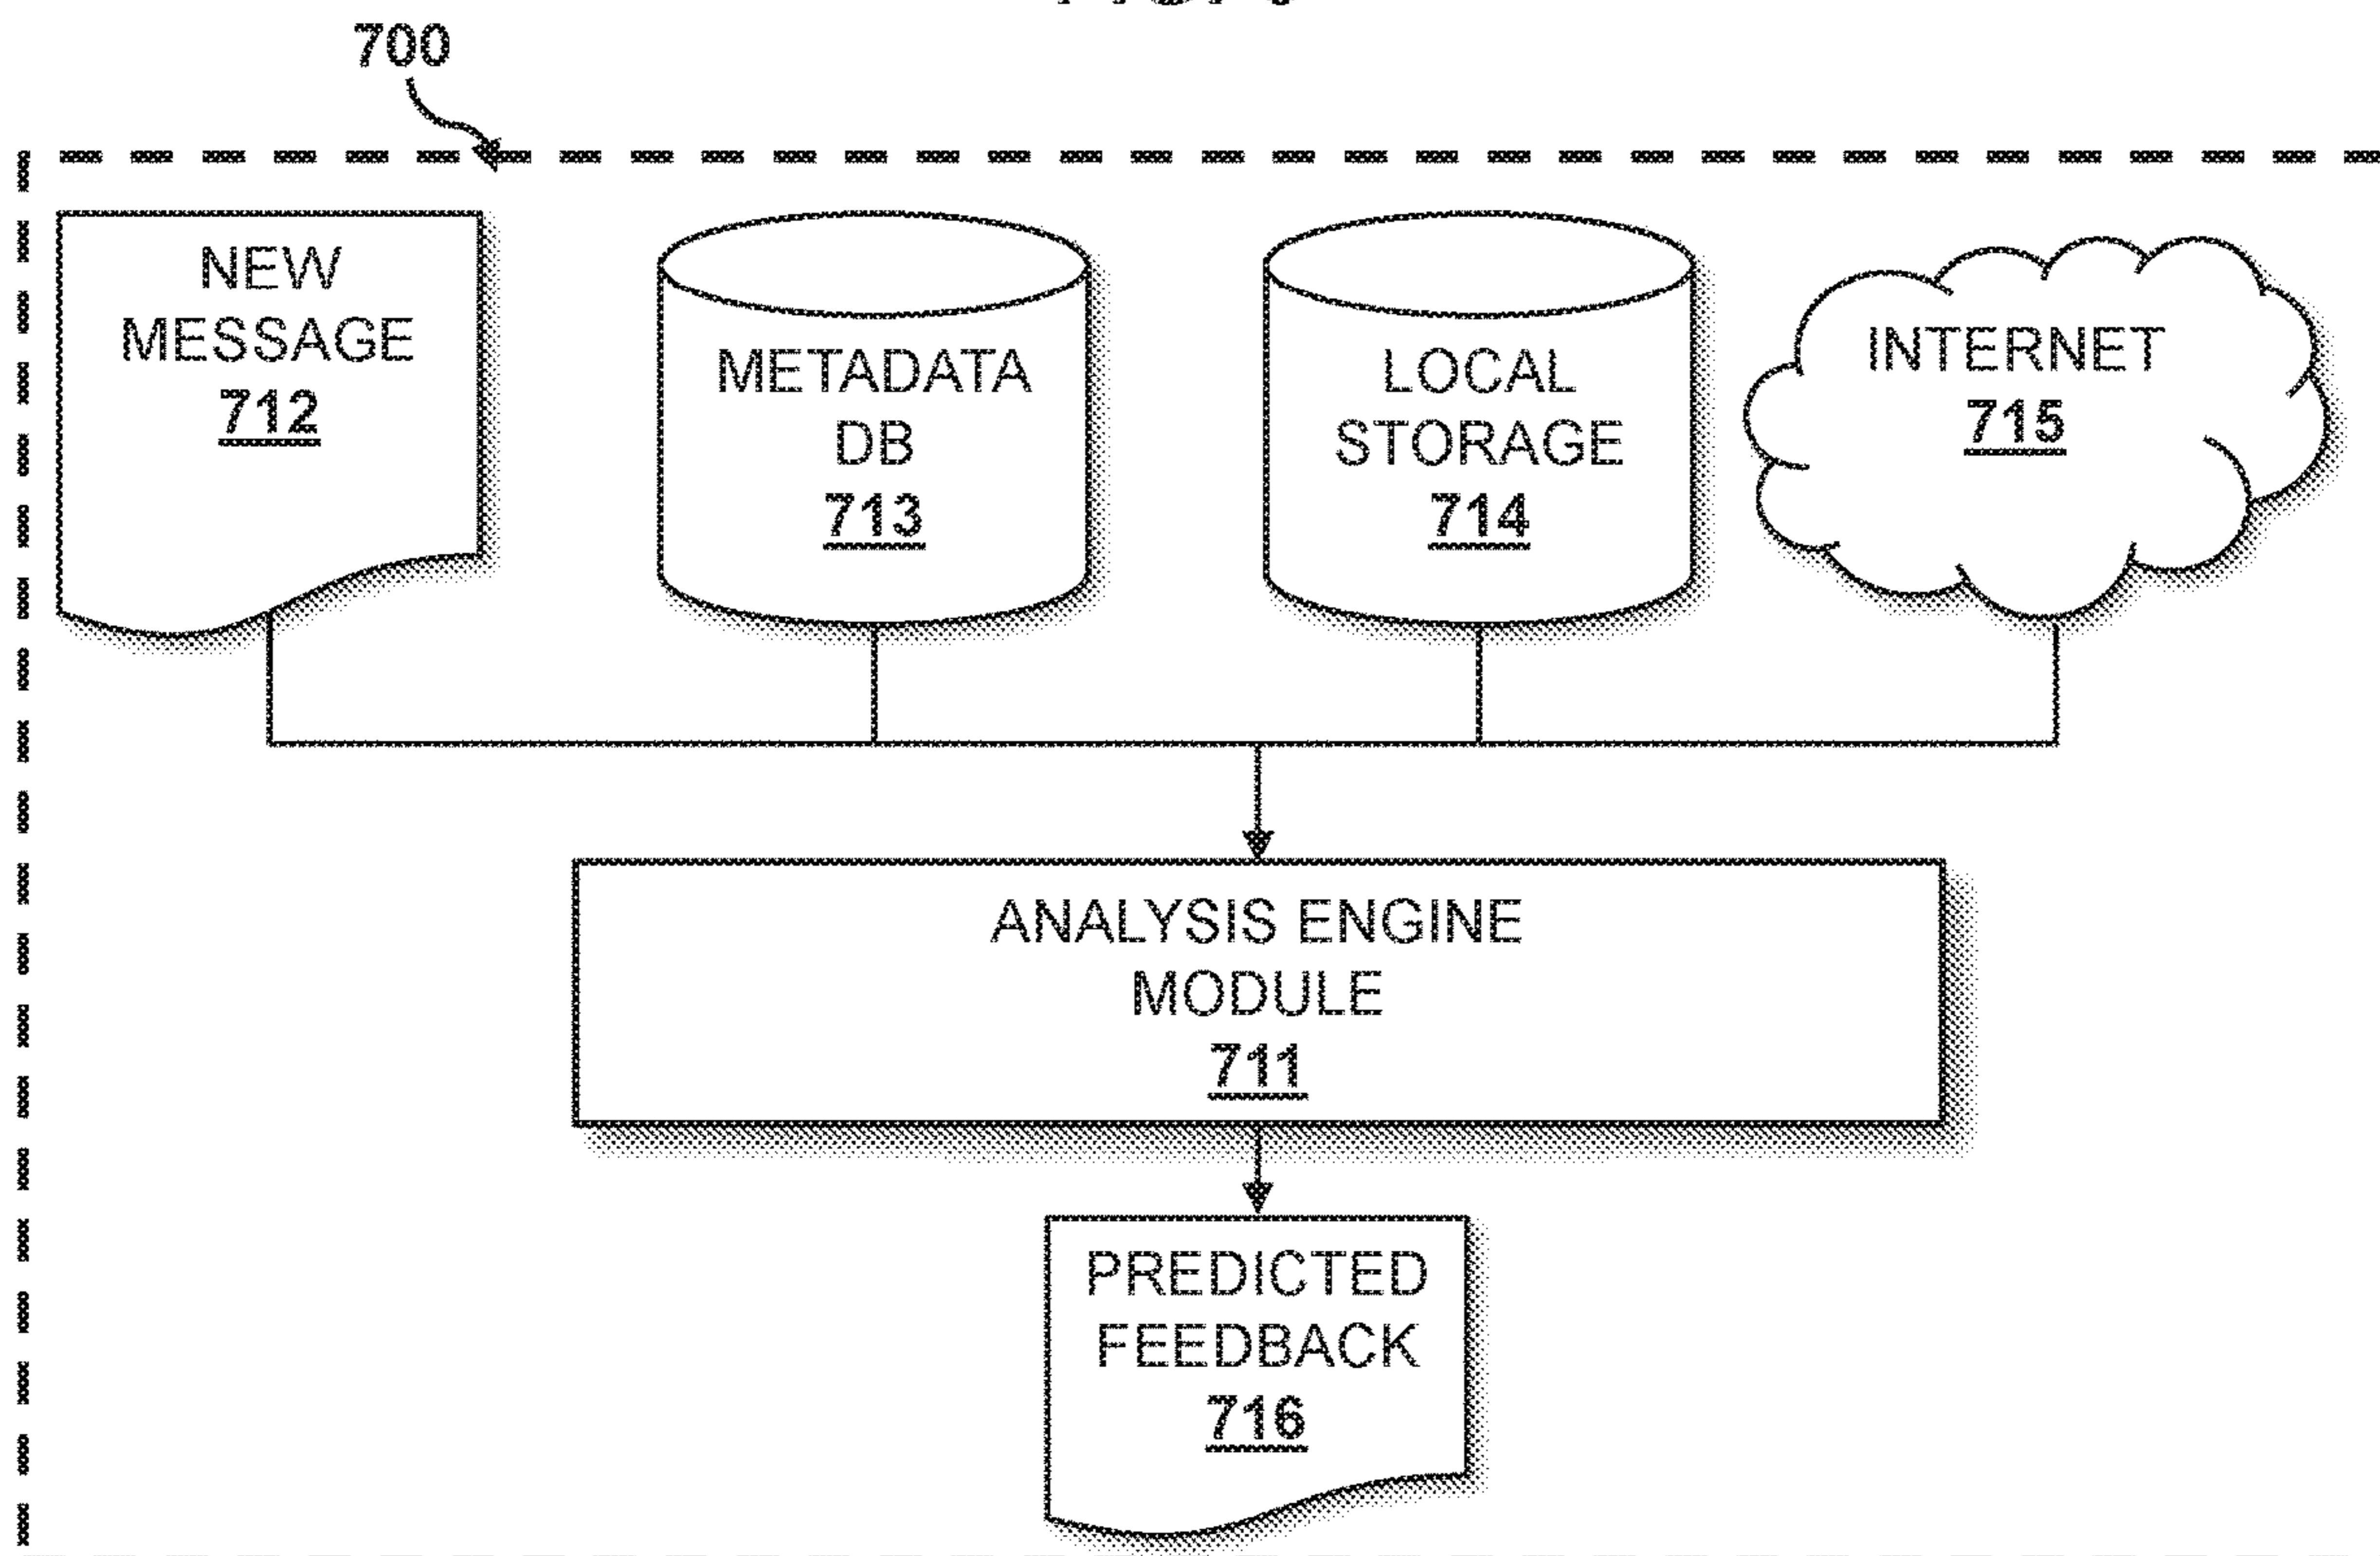 700
NEW
MESSAGE
712
METADATA
DB
713
LOCAL
STORAGE
714
INTERNET
715
ANALYSIS ENGINE
MODULE
711
PREDICTED
FEEDBACK
716